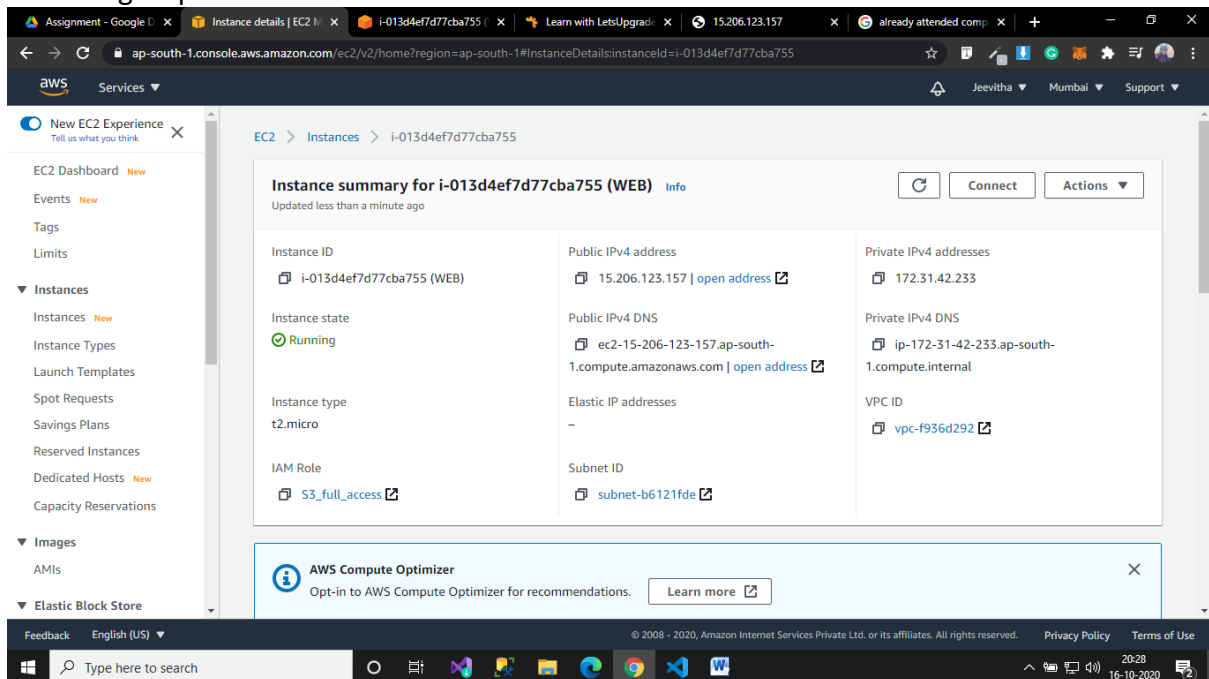 Assignment - Google D
Instance details | EC2 M
i-013d4ef7d77cba755 (
Learn with LetsUpgrade
15.206.123.157
already attended comp
ap-south-1.console.aws.amazon.com/ec2/v2/home?region=ap-south-1#InstanceDetails:instanceId=i-013d4ef7d77cba755
aws
Services ▼
Jeevitha ▼
Mumbai ▼
Support ▼
New EC2 Experience
Tell us what you think
EC2 Dashboard New
Events New
Tags
Limits
▼ Instances
Instances New
Instance Types
Launch Templates
Spot Requests
Savings Plans
Reserved Instances
Dedicated Hosts New
Capacity Reservations
▼ Images
AMIs
▼ Elastic Block Store
EC2 > Instances > i-013d4ef7d77cba755
Instance summary for i-013d4ef7d77cba755 (WEB) Info
Updated less than a minute ago
Connect
Actions ▼
Instance ID
i-013d4ef7d77cba755 (WEB)
Public IPv4 address
15.206.123.157 | open address
Private IPv4 addresses
172.31.42.233
Instance state
Running
Public IPv4 DNS
ec2-15-206-123-157.ap-south-
1.compute.amazonaws.com | open address
Private IPv4 DNS
ip-172-31-42-233.ap-south-
1.compute.internal
Instance type
t2.micro
Elastic IP addresses
–
VPC ID
vpc-f936d292
IAM Role
S3_full_access
Subnet ID
subnet-b6121fde
AWS Compute Optimizer
Opt-in to AWS Compute Optimizer for recommendations.
Learn more
Feedback
English (US) ▼
© 2008 - 2020, Amazon Internet Services Private Ltd. or its affiliates. All rights reserved.
Privacy Policy
Terms of Use
Type here to search
20:28
16-10-2020
2